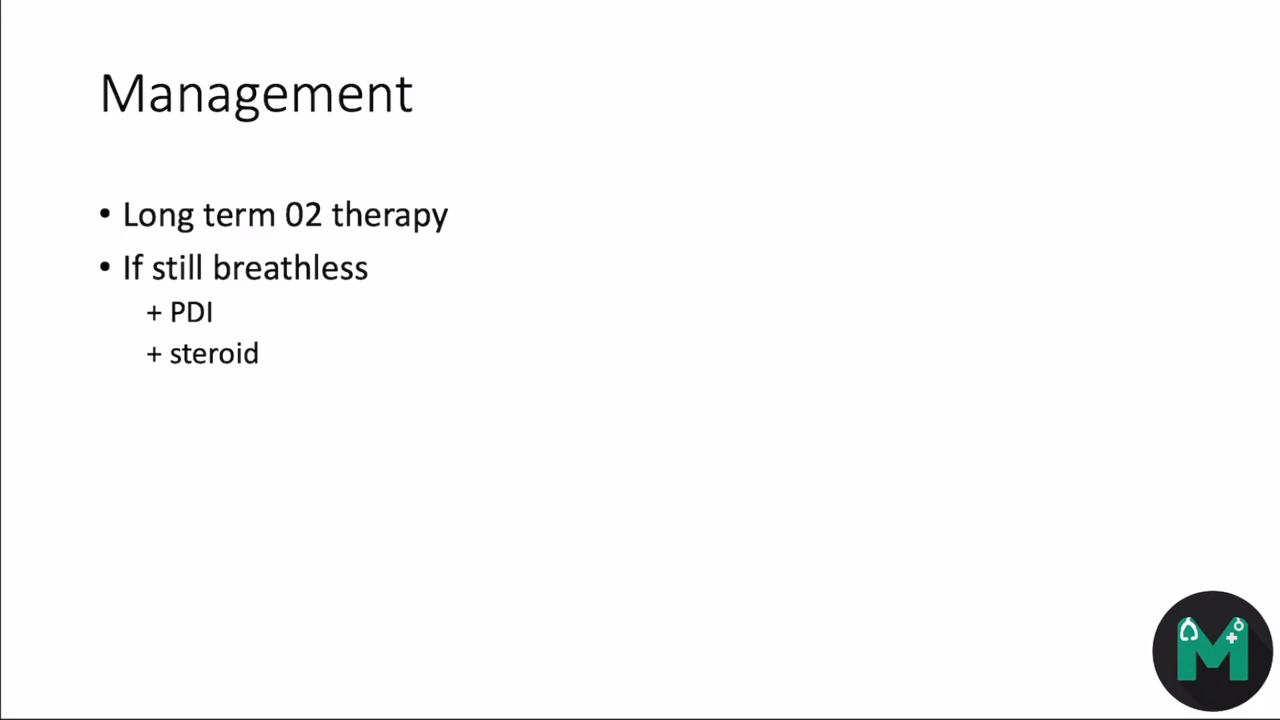 Management
• Long term 02 therapy
• If still breathless
+ PDI
+ steroid
M